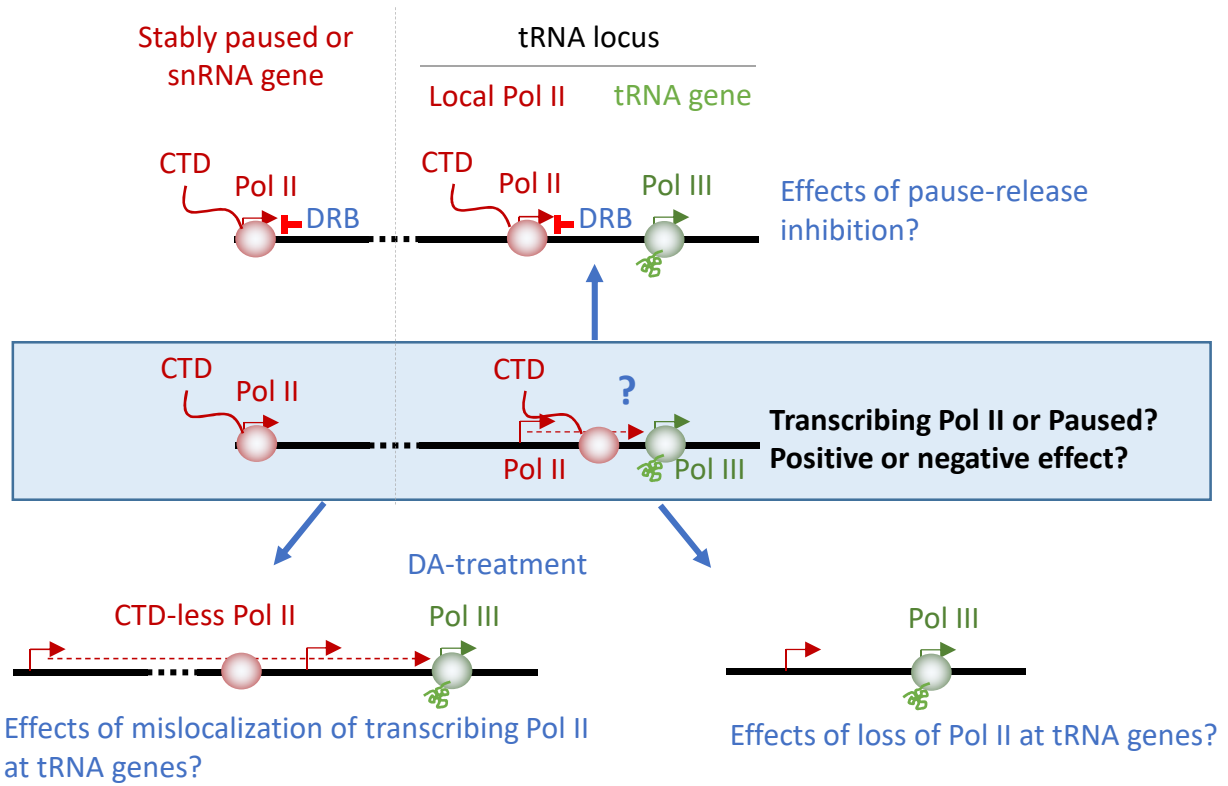 Stably paused or
snRNA gene
tRNA locus
Local Pol II
tRNA gene
CTD
Pol II
DRB
CTD
Pol II
DRB
Pol III
Effects of pause-release
inhibition?
CTD
Pol II
CTD
?
Pol II
Pol III
Transcribing Pol II or Paused?
Positive or negative effect?
DA-treatment
CTD-less Pol II
Pol III
Effects of mislocalization of transcribing Pol II
at tRNA genes?
Pol III
Effects of loss of Pol II at tRNA genes?